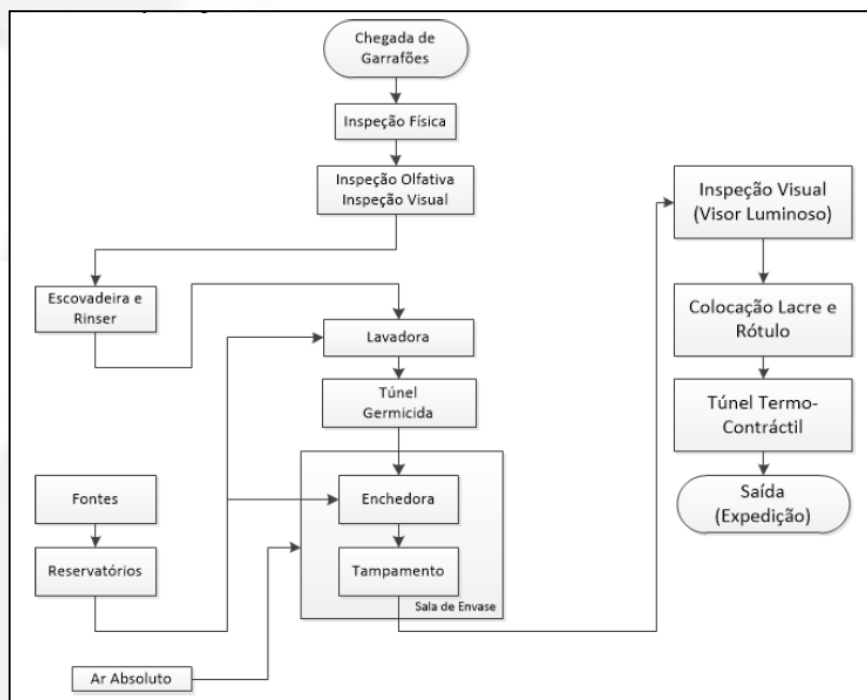 Chegada de
Garrafões
Inspeção Física
Inspeção Olfativa
Inspeção Visual
Escovadeira e
Rinser
Lavadora
Túnel
Germicida
Fontes
Reservatórios
Enchedora
Tampamento
Sala de Envase
Ar Absoluto
Inspeção Visual
(Visor Luminoso)
Colocação Lacre e
Rótulo
Túnel Termo-
Contráctil
Saída
(Expedição)